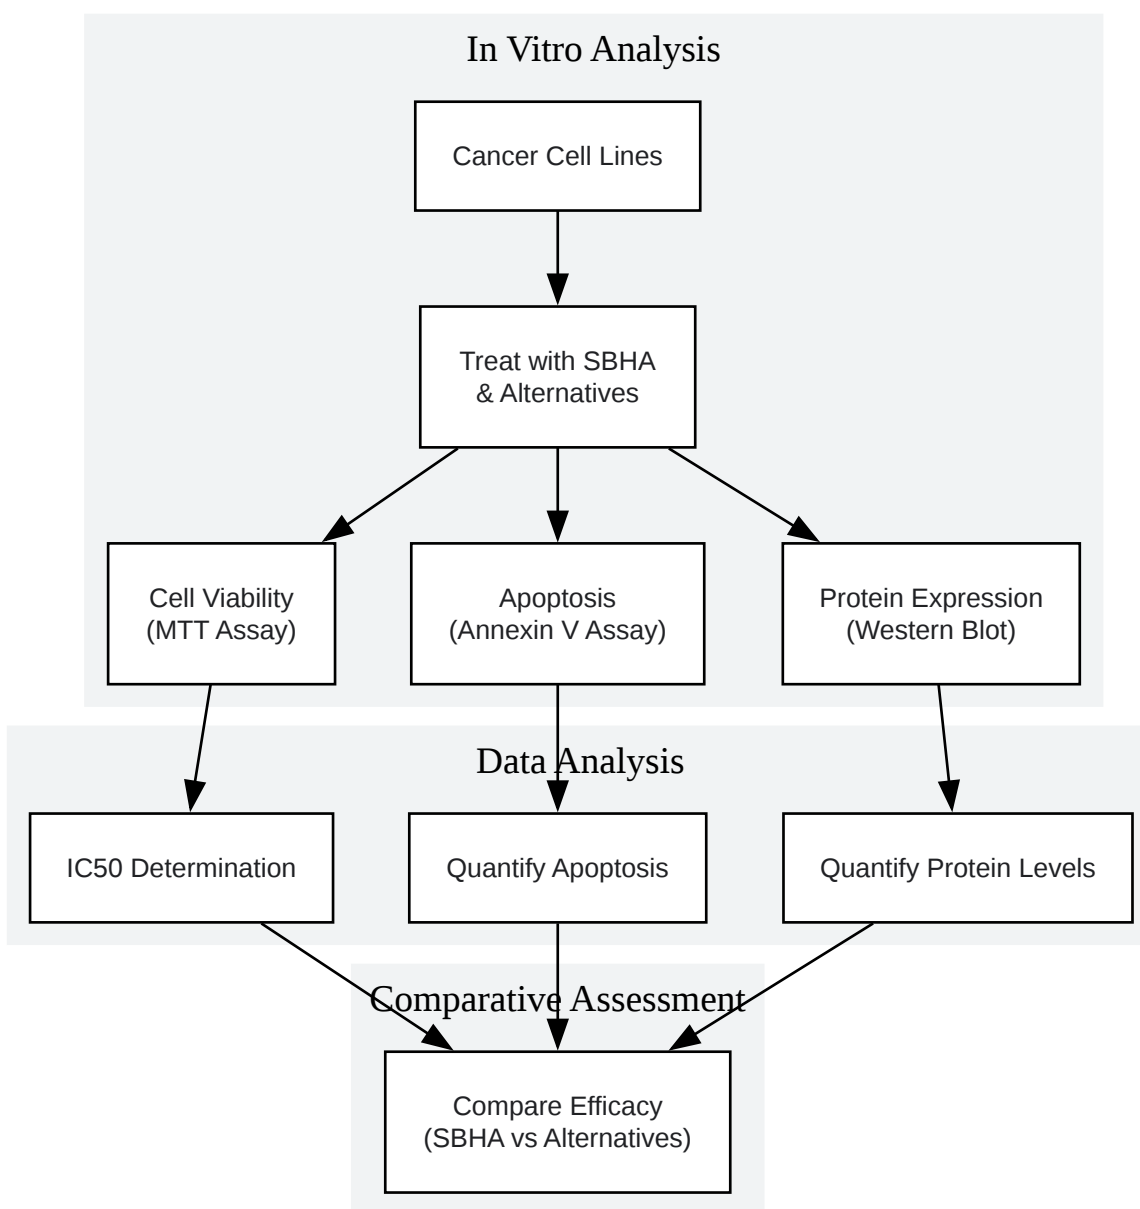 In Vitro Analysis
Cancer Cell Lines
Treat with SBHA
& Alternatives
Cell Viability
(MTT Assay)
Apoptosis
(Annexin V Assay)
Protein Expression
(Western Blot)
Data Analysis
IC50 Determination
Quantify Apoptosis
Quantify Protein Levels
Comparative Assessment
Compare Efficacy
(SBHA vs Alternatives)